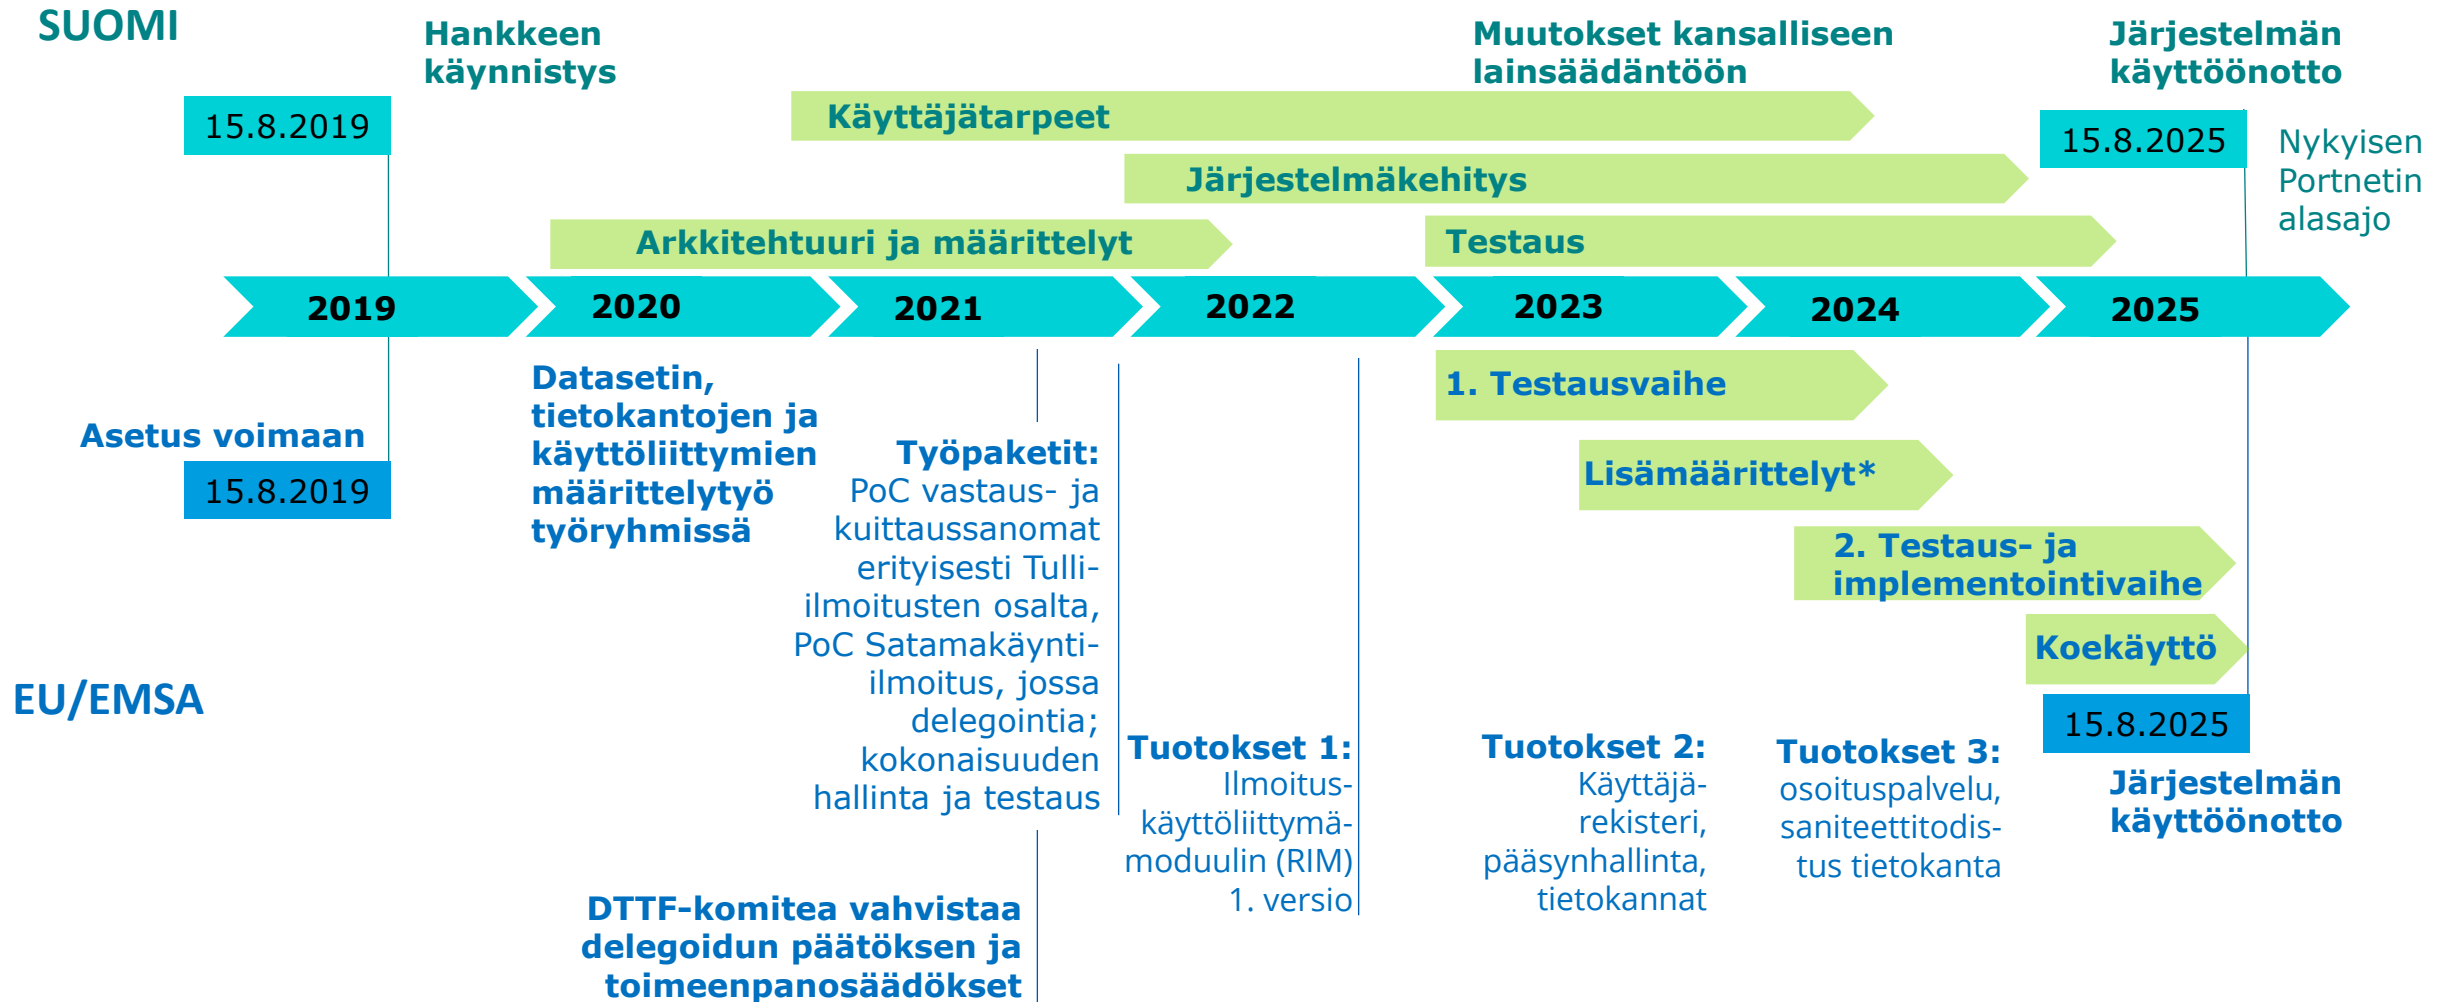 SUOMI
Hankkeen
käynnistys
Muutokset kansalliseen
lainsäädäntöön
Järjestelmän
käyttöönotto
15.8.2019
Käyttäjätarpeet
15.8.2025
Nykyisen
Portnetin
alasajo
Järjestelmäkehitys
Arkkitehtuuri ja määrittelyt
Testaus
2019
2020
2021
2022
2023
2024
2025
Asetus voimaan
15.8.2019
Datasetin,
tietokantojen ja
käyttöliittymien
määrittelytyö
työryhmissä
Työpaketit:
PoC vastaus- ja
kuittaussanomat
erityisesti Tulli-
ilmoitusten osalta,
PoC Satamakäynti-
ilmoitus, jossa
delegointia;
kokonaisuuden
hallinta ja testaus
1. Testausvaihe
Lisämäärittelyt*
2. Testaus- ja
implementointivaihe
Koekäyttö
EU/EMSA
15.8.2025
Järjestelmän
käyttöönotto
Tuotokset 1:
Ilmoitus-
käyttöliittymä-
moduulin (RIM)
1. versio
Tuotokset 2:
Käyttäjä-
rekisteri,
pääsynhallinta,
tietokannat
Tuotokset 3:
osoituspalvelu,
saniteettitodis-
tus tietokanta
DTTF-komitea vahvistaa
delegoidun päätöksen ja
toimeenpanosäädökset